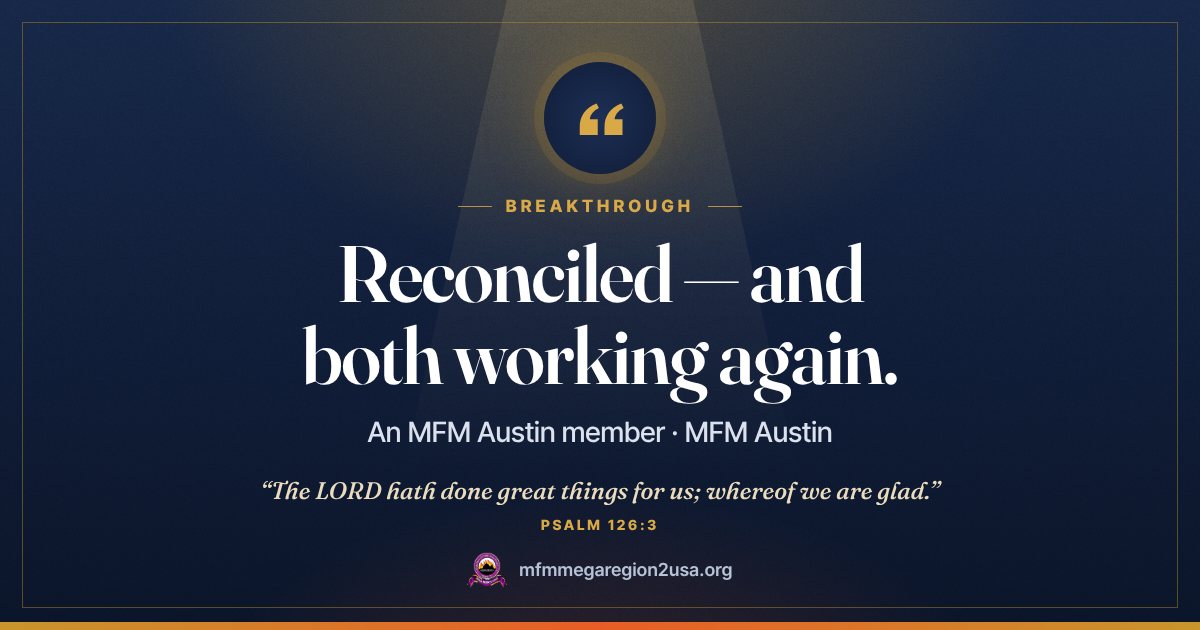 ❝
BREAKTHROUGH
Reconciled — and
both working again.
An MFM Austin member · MFM Austin
“The LORD hath done great things for us; whereof we are glad.”
PSALM 126:3
mfmmegaregion2usa.org